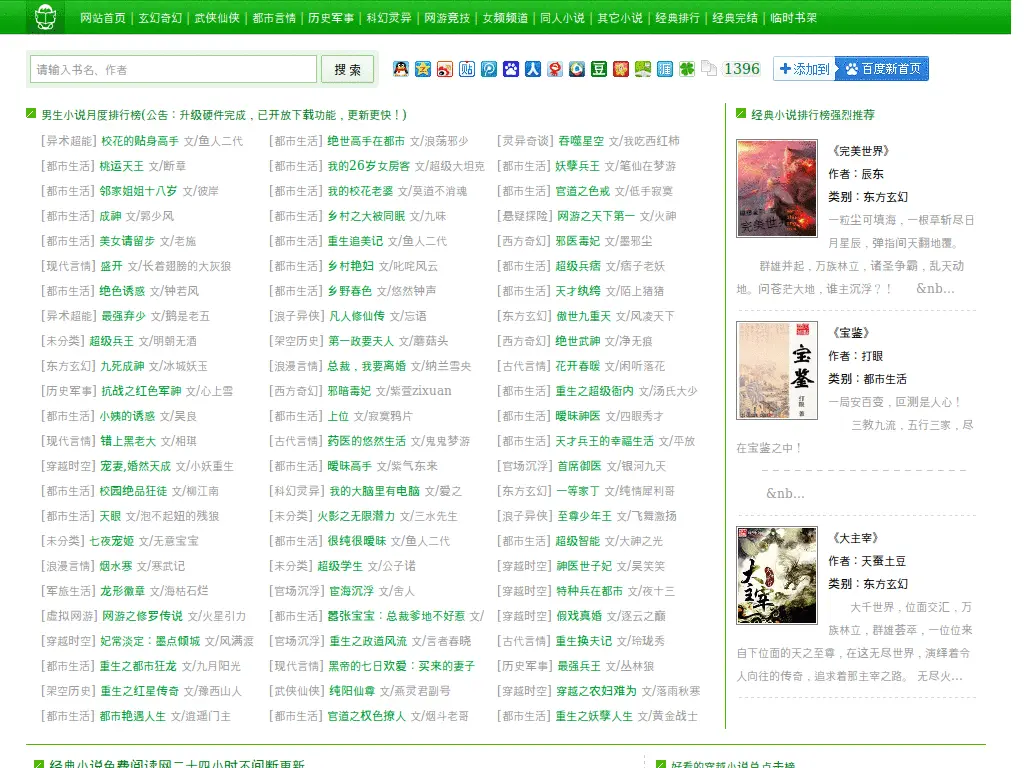 网站首页 | 玄幻奇幻 | 武侠仙侠 | 都市言情 | 历史军事 | 科幻灵异 | 网游竞技 | 女频频道 | 同人小说 | 其它小说 | 经典排行 | 经典完结 | 临时书架
请输入书名、作者
搜 索
1396
添加到 百度新首页
男生小说月度排行榜(公告：升级硬件完成，已开放下载功能，更新更快！)
[异术超能] 校花的贴身高手 文/鱼人二代 [都市生活] 绝世高手在都市 文/浪荡邪少 [灵异奇谈] 吞噬星空 文/我吃西红柿
[都市生活] 桃运天王 文/断章 [都市生活] 我的26岁女房客 文/超级大坦克 [都市生活] 妖孽兵王 文/笔仙在梦游
[都市生活] 邻家姐姐十八岁 文/彼岸 [都市生活] 我的校花老婆 文/莫道不消魂 [都市生活] 官道之色戒 文/低子寂寞
[都市生活] 成神 文/郭少风 [都市生活] 乡村之大被同眠 文/九味 [悬疑探险] 网游之天下第一 文/火神
[都市生活] 美女请留步 文/老施 [都市生活] 重生追美记 文/鱼人二代 [西方奇幻] 邪医毒妃 文/墨邪尘
[现代言情] 盛开 文/长着翅膀的大灰狼 [都市生活] 乡村艳妇 文/叱咤风云 [都市生活] 超级兵痞 文/痞子老妖
[都市生活] 绝色诱惑 文/钟若风 [都市生活] 乡野春色 文/悠然钟声 [都市生活] 天才纨绔 文/陌上猪猪
[异术超能] 最强弃少 文/鹅是老五 [浪子异侠] 凡人修仙传 文/忘语 [东方玄幻] 傲世九重天 文/风凌天下
[未分类] 超级兵王 文/明朝无酒 [架空历史] 第一政要夫人 文/蘑菇头 [西方奇幻] 绝世武神 文/净无痕
[东方玄幻] 九死成神 文/冰城妖玉 [浪漫言情] 总裁，我要离婚 文/纳兰雪央 [古代言情] 花开春暖 文/闲听落花
[历史军事] 抗战之红色军神 文/心上雪 [西方奇幻] 邪暗毒妃 文/紫萱zixuan [都市生活] 重生之超级衙内 文/汤氏大少
[都市生活] 小姨的诱惑 文/吴良 [都市生活] 上位 文/寂寞鸦片 [都市生活] 暧昧神医 文/四眼秀才
[现代言情] 错上黑老大 文/相琪 [古代言情] 药医的悠然生活 文/鬼鬼梦游 [都市生活] 天才兵王的幸福生活 文/平放
[穿越时空] 宠妻,婚然天成 文/小妖重生 [都市生活] 暧昧高手 文/紫气东来 [官场沉浮] 首席御医 文/银河九天
[都市生活] 校园绝品狂徒 文/柳江南 [科幻灵异] 我的大脑里有电脑 文/爱之 [东方玄幻] 一等家丁 文/纯情犀利哥
[都市生活] 天眼 文/泡不起妞的残狼 [未分类] 火影之无限潜力 文/三水先生 [浪子异侠] 至尊少年王 文/飞舞激扬
[未分类] 七夜宠姬 文/无意宝宝 [都市生活] 很纯很暧昧 文/鱼人二代 [都市生活] 超级智能 文/大神之光
[浪漫言情] 烟水寒 文/寒武记 [未分类] 超级学生 文/公子诺 [穿越时空] 神医世子妃 文/吴笑笑
[军旅生活] 龙形徽章 文/海枯石烂 [官场沉浮] 宦海沉浮 文/舍人 [穿越时空] 特种兵在都市 文/夜十三
[虚拟网游] 网游之修罗传说 文/火星引力 [都市生活] 嚣张宝宝：总裁爹地不好惹 文/ [穿越时空] 假戏真婚 文/逐云之巅
[穿越时空] 妃常淡定：墨点倾城 文/风满渡 [官场沉浮] 重生之政道风流 文/言者春晓 [古代言情] 重生换夫记 文/玲珑秀
[都市生活] 重生之都市狂龙 文/九月阳光 [现代言情] 黑帝的七日欢爱：买来的妻子 [历史军事] 最强兵王 文/丛林狼
[架空历史] 重生之红星传奇 文/豫西山人 [武侠仙侠] 纯阳仙尊 文/燕灵君副号 [穿越时空] 穿越之农妇难为 文/落雨秋寒
[都市生活] 都市艳遇人生 文/逍遥门主 [都市生活] 官道之权色撩人 文/烟斗老哥 [都市生活] 重生之妖孽人生 文/黄金战士
经典小说排行榜强烈推荐
《完美世界》
作者：辰东
类别：东方玄幻
一粒尘可填海，一根草斩尽日
月星辰，弹指间天翻地覆。
群雄并起，万族林立，诸圣争霸，乱天动
地。问苍茫大地，谁主沉浮？！ &nb...
《宝鉴》
作者：打眼
类别：都市生活
一局安百变，叵测是人心！
三教九流，五行三家，尽
在宝鉴之中！
－－－－－－－－－－－－－－－－
&nb...
《大主宰》
作者：天蚕土豆
类别：东方玄幻
大千世界，位面交汇，万
族林立，群雄荟萃，一位位来
自下位面的天之至尊，在这无尽世界，演绎着令
人向往的传奇，追求着那主宰之路。 无尽火...
经典小说免费阅读网二十四小时不间断更新
好看的穿越小说总点击榜